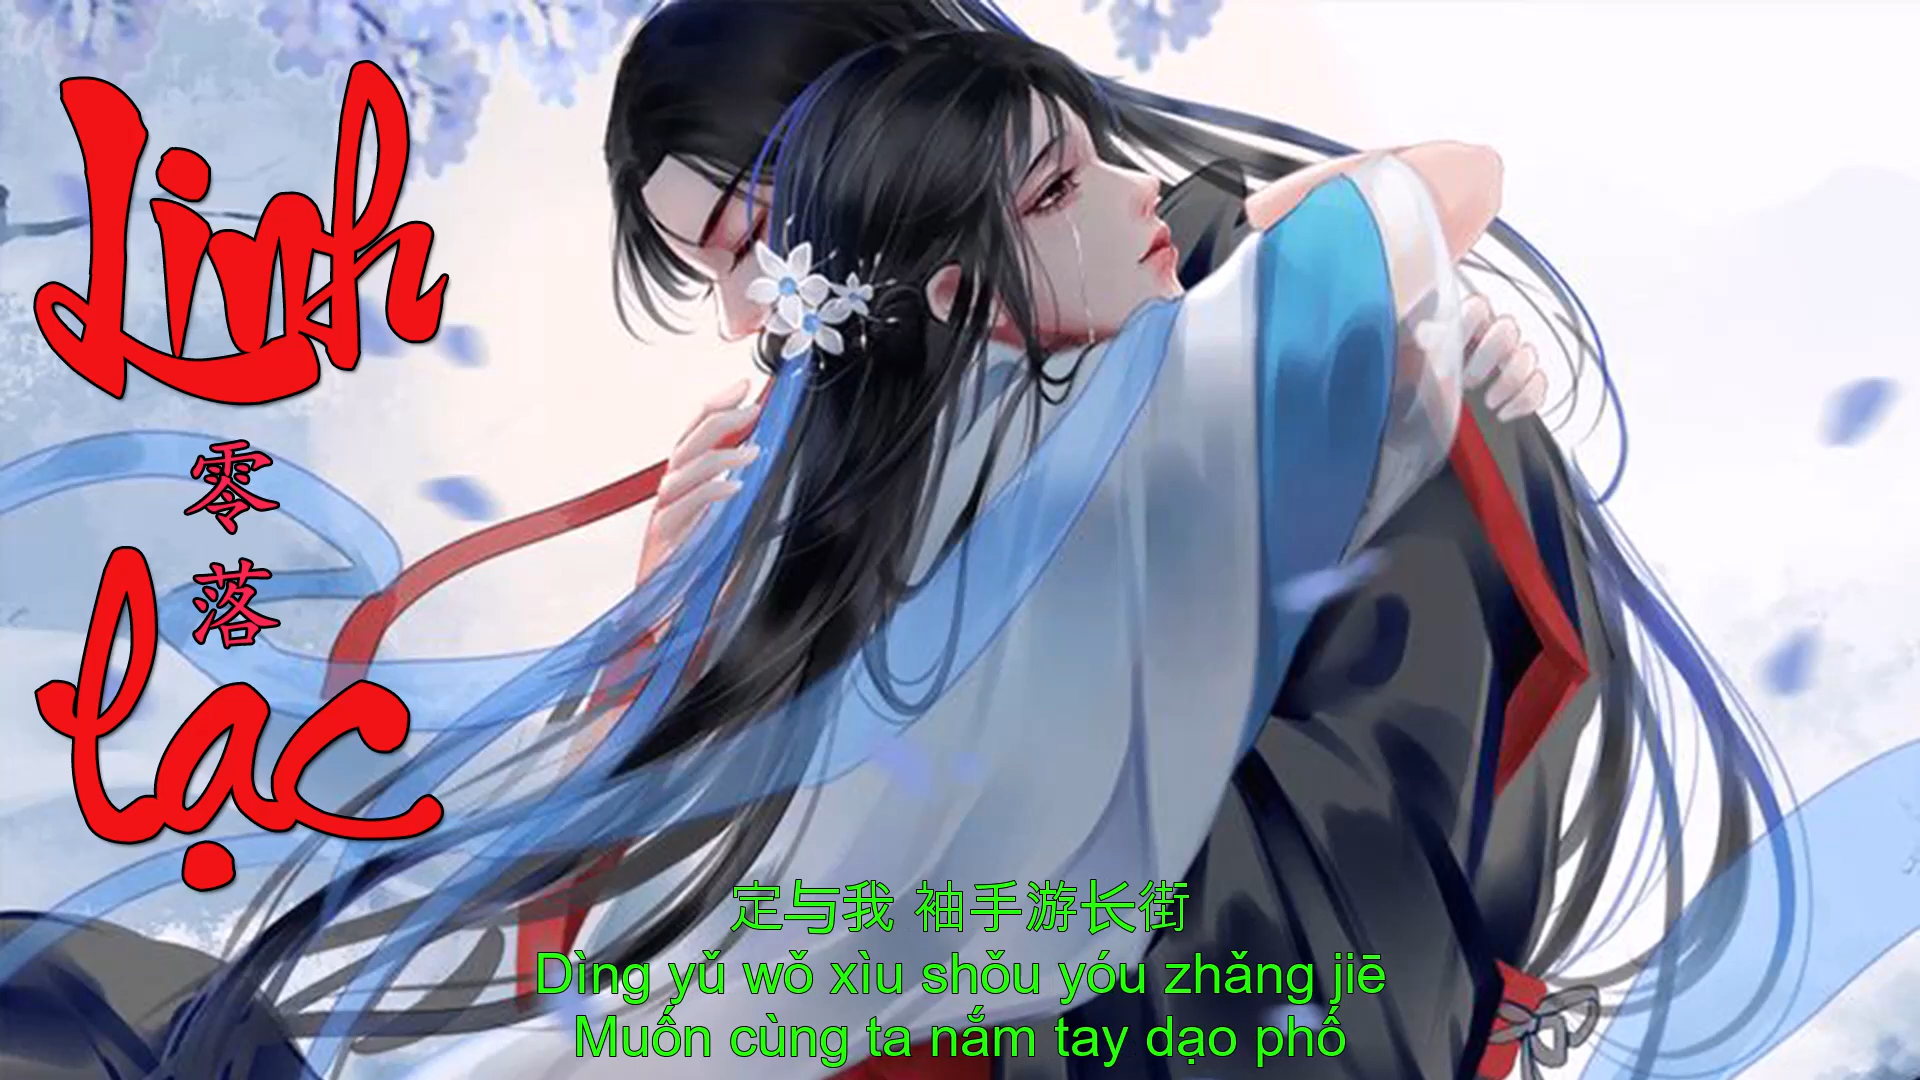 Linh
零
落
Lạc
定与我 袖手游长街
Dìng yǔ wǒ xìu shǒu yóu zhǎng jiē
Muốn cùng ta nắm tay dạo phố